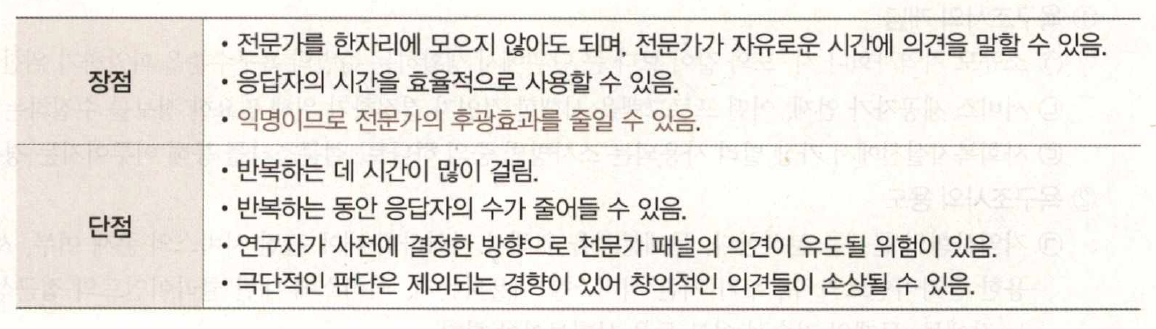 장점
• 전문가를 한자리에 모으지 않아도 되며, 전문가가 자유로운 시간에 의견을 말할 수 있음.
• 응답자의 시간을 효율적으로 사용할 수 있음.
• 익명이므로 전문가의 후광효과를 줄일 수 있음.
단점
• 반복하는 데 시간이 많이 걸림.
• 반복하는 동안 응답자의 수가 줄어들 수 있음.
• 연구자가 사전에 결정한 방향으로 전문가 패널의 의견이 유도될 위험이 있음.
• 극단적인 판단은 제외되는 경향이 있어 창의적인 의견들이 손상될 수 있음.